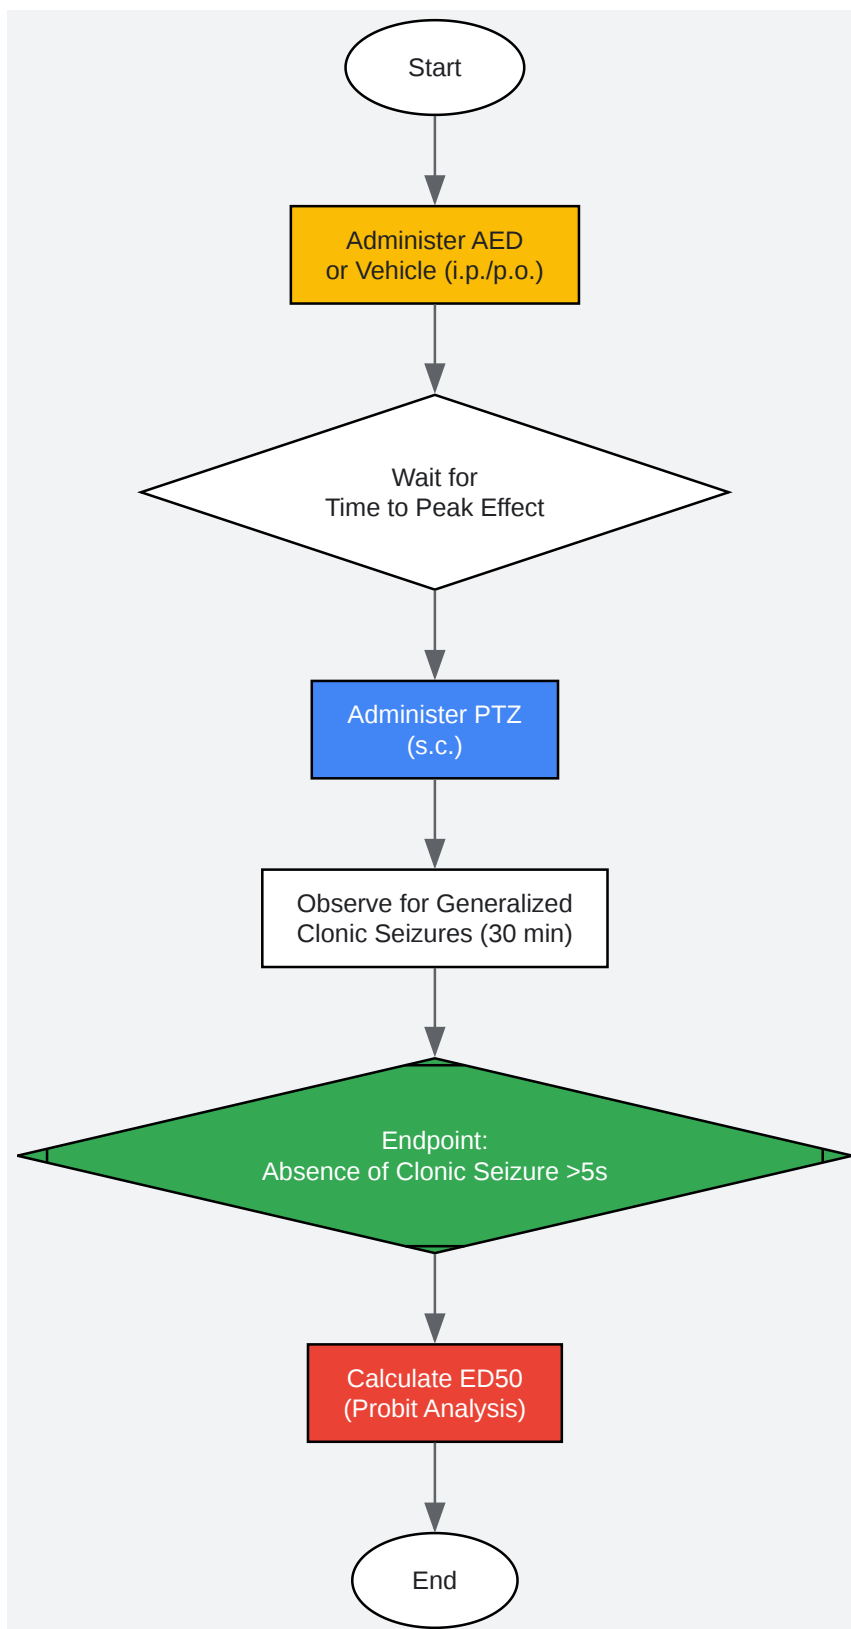 Start
Administer AED
or Vehicle (i.p./p.o.)
Wait for
Time to Peak Effect
Administer PTZ
(s.c.)
Observe for Generalized
Clonic Seizures (30 min)
Endpoint:
Absence of Clonic Seizure >5s
Calculate ED50
(Probit Analysis)
End